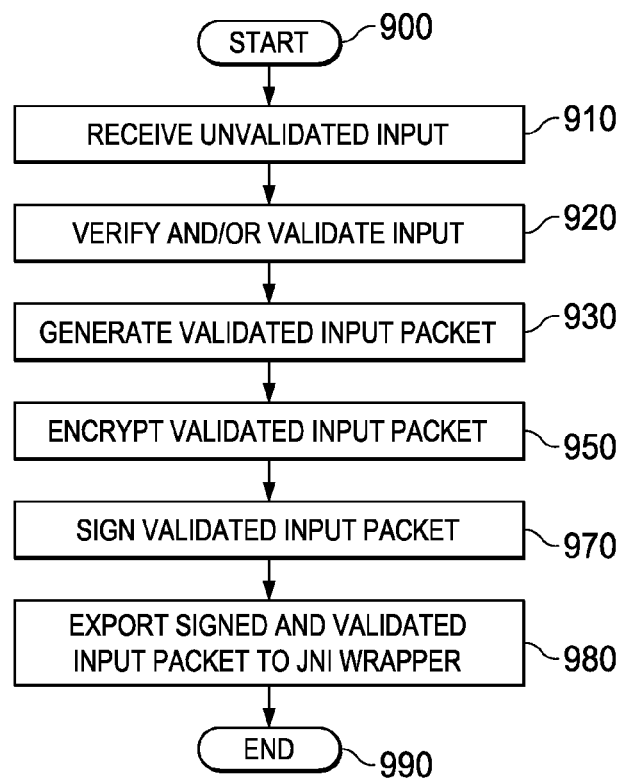 START 900
RECEIVE UNVALIDATED INPUT 910
VERIFY AND/OR VALIDATE INPUT 920
GENERATE VALIDATED INPUT PACKET 930
ENCRYPT VALIDATED INPUT PACKET 950
SIGN VALIDATED INPUT PACKET 970
EXPORT SIGNED AND VALIDATED
INPUT PACKET TO JNI WRAPPER 980
END 990